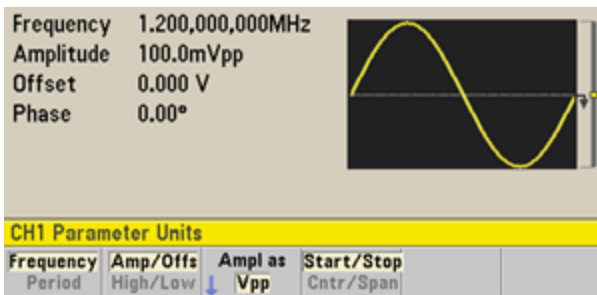 Frequency 1.200,000,000MHz
Amplitude 100.0mVpp
Offset 0.000 V
Phase 0.00°
CH1 Parameter Units
Frequency Amp/Offs Ampl as Start/Stop
Period High/Low Vpp Cntr/Span